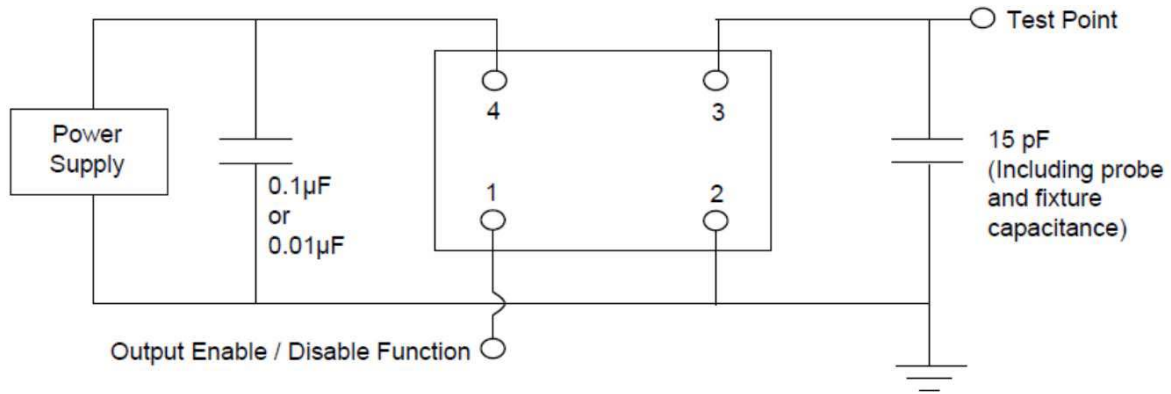 Test Point
4
3
Power
Supply
0.1µF
or
0.01µF
1
2
15 pF
(Including probe
and fixture
capacitance)
Output Enable / Disable Function